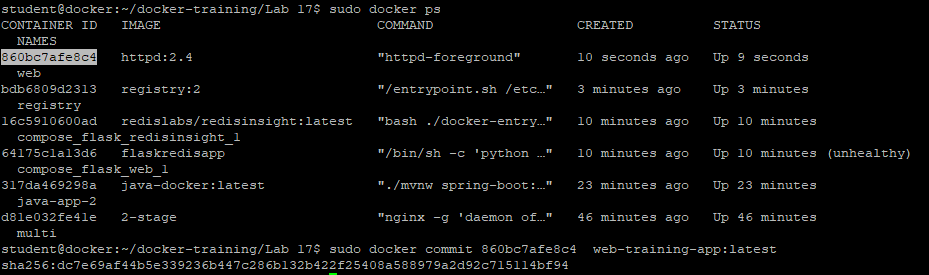 student@docker:~/docker-training/Lab 17$ sudo docker ps
CONTAINER ID   IMAGE                           COMMAND                  CREATED          STATUS
  NAMES
860bc7afe8c4   httpd:2.4                       "httpd-foreground"       10 seconds ago   Up 9 seconds
  web
bdb6809d2313   registry:2                      "/entrypoint.sh /etc…"   3 minutes ago    Up 3 minutes
  registry
16c5910600ad   redislabs/redisinsight:latest   "bash ./docker-entry…"   10 minutes ago   Up 10 minutes
  compose_flask_redisinsight_1
64175c1a13d6   flaskredisapp                   "/bin/sh -c 'python …"   10 minutes ago   Up 10 minutes (unhealthy)
  compose_flask_web_1
317da469298a   java-docker:latest              "./mvnw spring-boot:…"   23 minutes ago   Up 23 minutes
  java-app-2
d81e032fe41e   2-stage                         "nginx -g 'daemon of…"   46 minutes ago   Up 46 minutes
  multi
student@docker:~/docker-training/Lab 17$ sudo docker commit 860bc7afe8c4  web-training-app:latest
sha256:dc7e69af44b5e339236b447c286b132b422f25408a588979a2d92c715114bf94